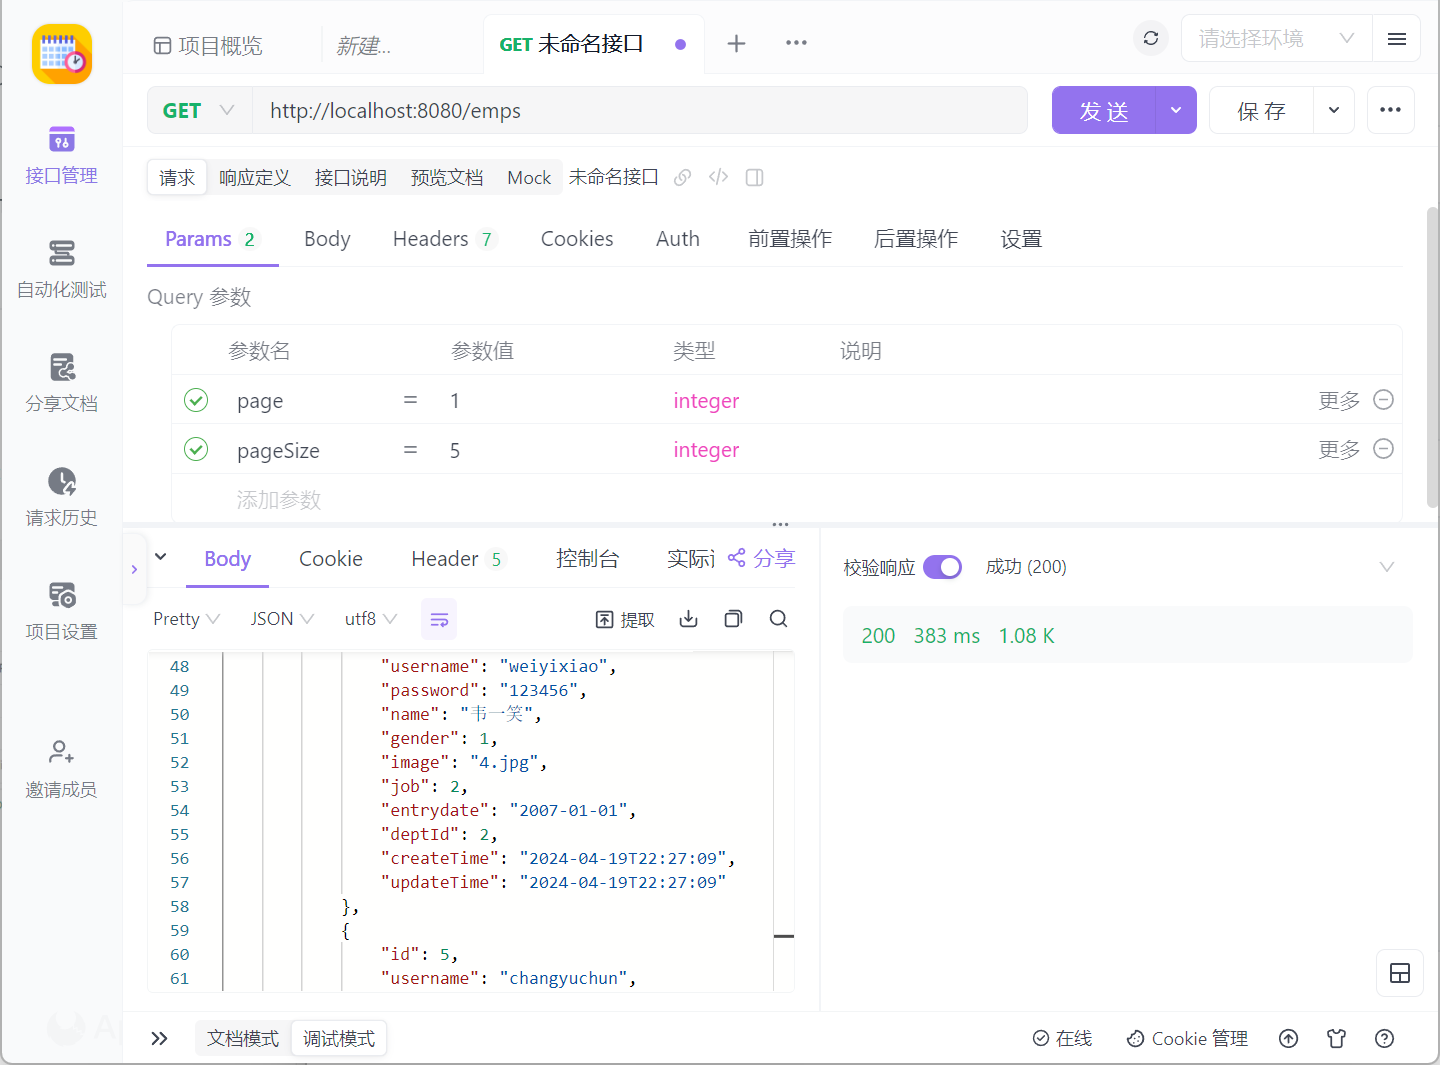 项目概览
新建...
GET 未命名接口
请选择环境
GET
http://localhost:8080/emps
发 送
保 存
接口管理
自动化测试
分享文档
请求历史
项目设置
邀请成员
请求
响应定义
接口说明
预览文档
Mock
未命名接口
Params 2
Body
Headers 7
Cookies
Auth
前置操作
后置操作
设置
Query 参数
参数名 参数值 类型 说明
page = 1 integer 更多
pageSize = 5 integer 更多
添加参数
Body
Cookie
Header 5
控制台
实际
分享
Pretty
JSON
utf8
提取
48 "username": "weiyixiao",
49 "password": "123456",
50 "name": "韦一笑",
51 "gender": 1,
52 "image": "4.jpg",
53 "job": 2,
54 "entrydate": "2007-01-01",
55 "deptId": 2,
56 "createTime": "2024-04-19T22:27:09",
57 "updateTime": "2024-04-19T22:27:09"
58 },
59 {
60 "id": 5,
61 "username": "changyuchun",
校验响应
成功 (200)
200 383 ms 1.08 K
文档模式
调试模式
在线
Cookie 管理